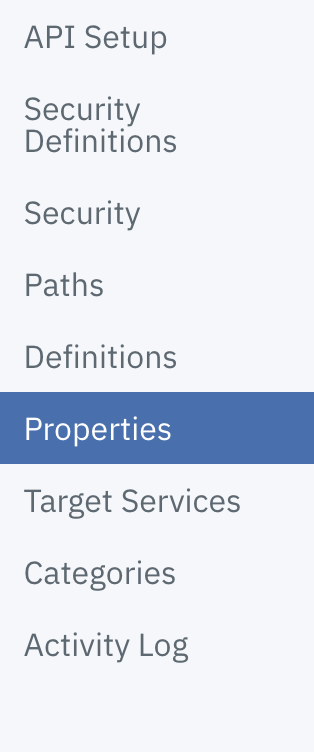 API Setup
Security
Definitions
Security
Paths
Definitions
Properties
Target Services
Categories
Activity Log